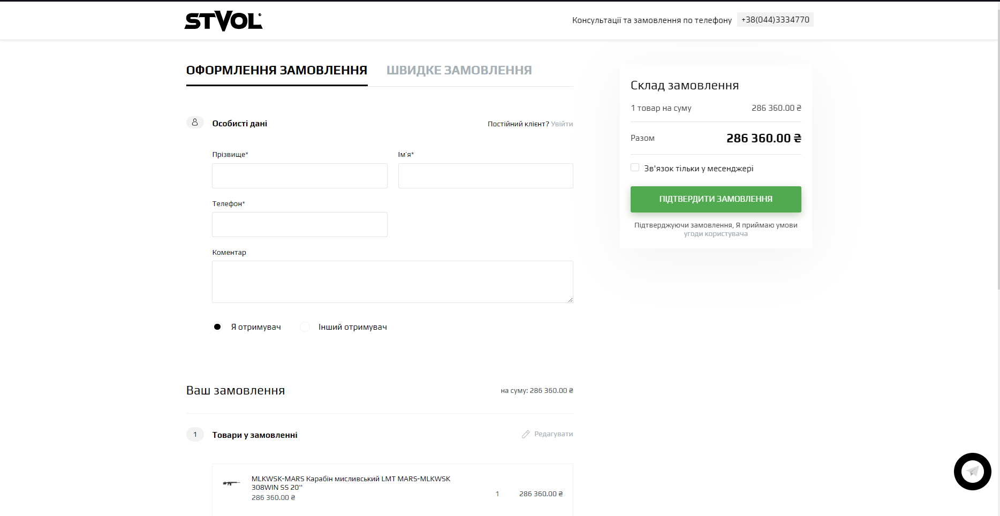 STVOL
Консультації та замовлення по телефону +38(044)3334770
ОФОРМЛЕННЯ ЗАМОВЛЕННЯ ШВИДКЕ ЗАМОВЛЕННЯ
Особисті дані
Постійний клієнт? Увійти
Прізвище*
Ім'я*
Телефон*
Коментар
Я отримувач
Інший отримувач
Склад замовлення
1 товар на суму 286 360.00 ₴
Разом 286 360.00 ₴
Зв'язок тільки у месенджері
ПІДТВЕРДИТИ ЗАМОВЛЕННЯ
Підтверджуючи замовлення, Я приймаю умови
угоди користувача
Ваш замовлення
на суму: 286 360.00 ₴
1 Товари у замовленні
Редагувати
MLKWSK-MARS Карабін мисливський LMT MARS-MLKWSK
308WIN SS 20''
286 360.00 ₴
1 286 360.00 ₴